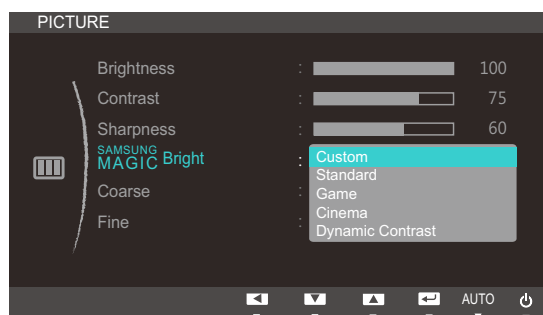 PICTURE
Brightness : 100
Contrast : 75
Sharpness : 60
SAMSUNG
MAGIC Bright : Custom
Standard
Game
Coarse :
Cinema
Fine :
Dynamic Contrast
AUTO